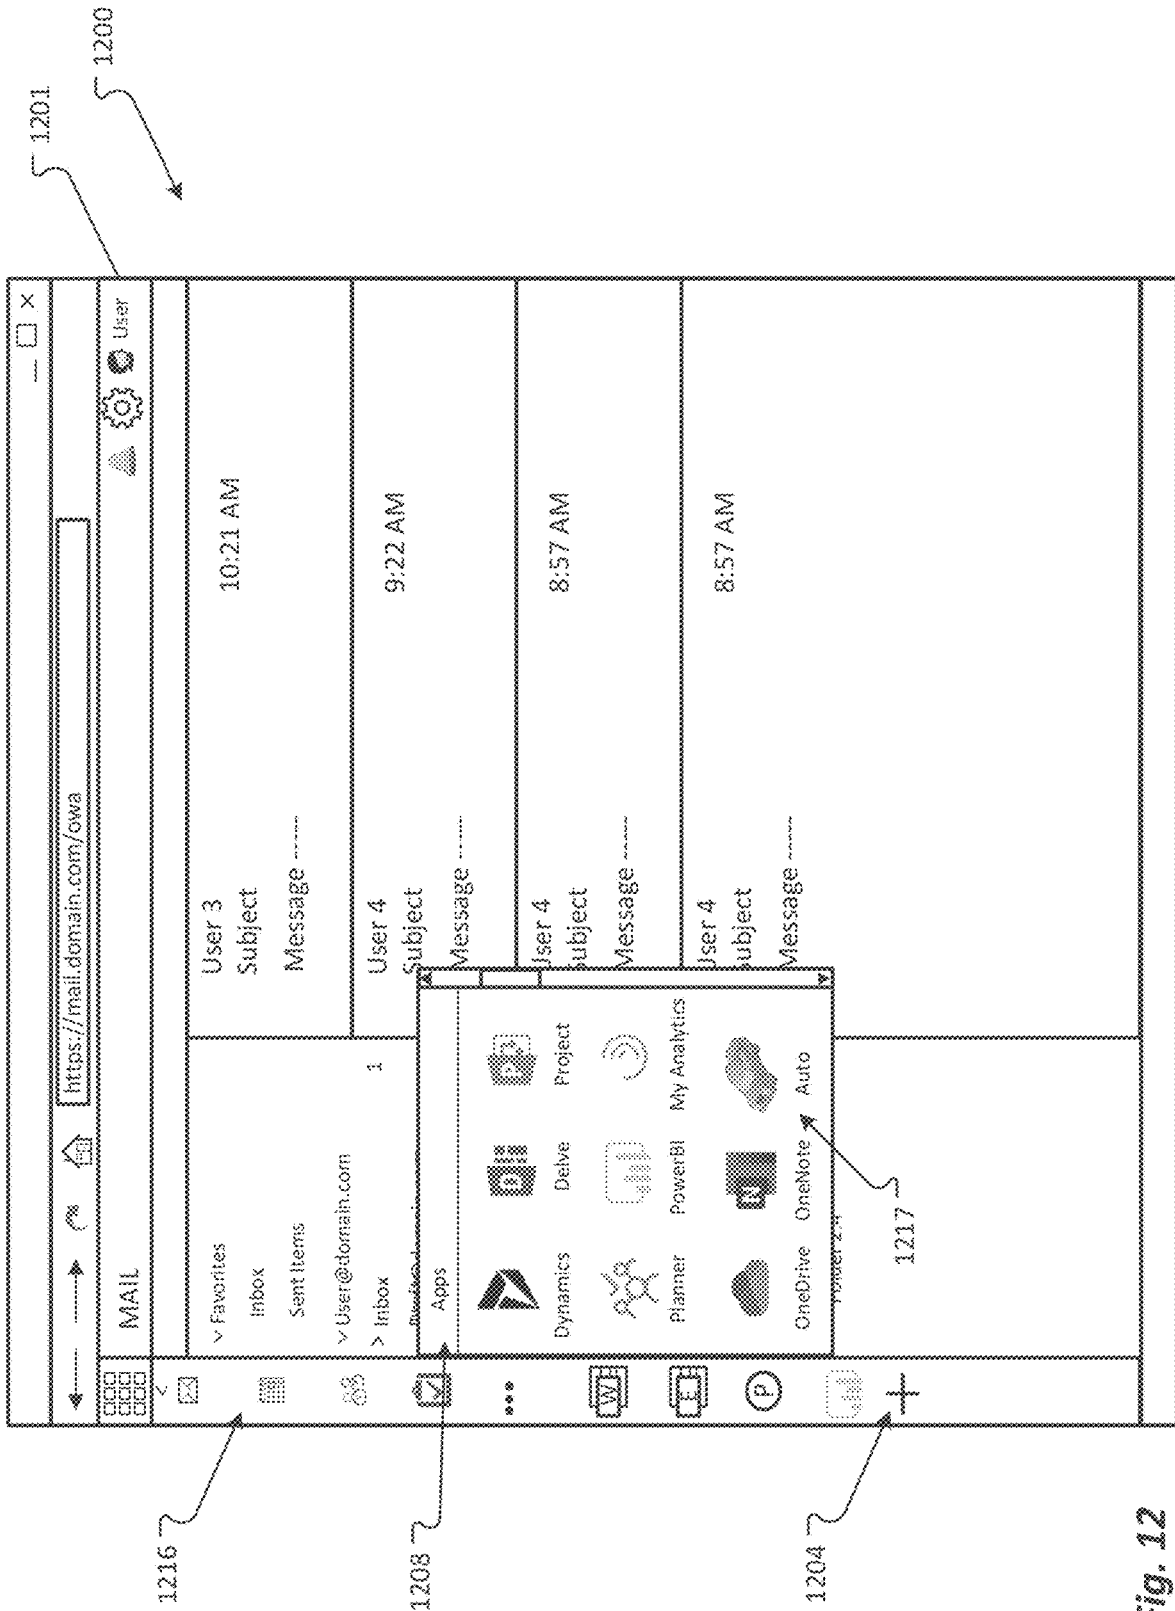 1200
1201
— □ ×
https://mail.domain.com/owa
MAIL
User
1216
Favorites
Inbox
Sent Items
User@domain.com
> Inbox 1
User 3
Subject
Message ------
10:21 AM
User 4
Subject
Message ------
9:22 AM
User 4
Subject
Message ------
8:57 AM
User 4
Subject
Message ------
8:57 AM
1208
Apps
Dynamics
Delve
Project
Planner
PowerBI
My Analytics
OneDrive
OneNote
Auto
D
P
N
W
E
P
1217
1204
Fig. 12